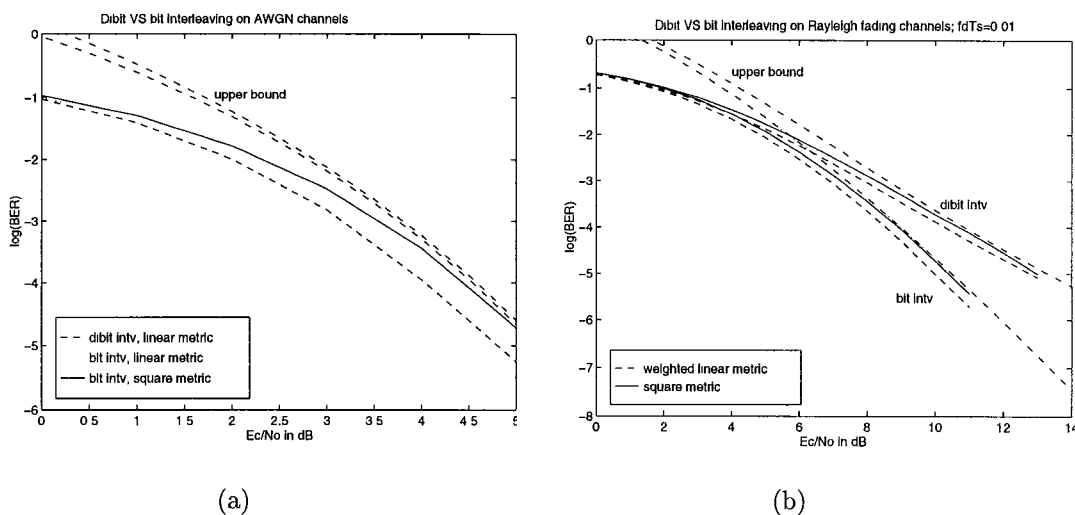 Dibit VS bit interleaving on AWGN channels
0
−1
−2
−3
−4
−5
−6
log(BER)
upper bound
dibit intv, linear metric
bit intv, linear metric
bit intv, square metric
0 0 5 1 1 5 2 2 5 3 3 5 4 4 5 5
Ec/No in dB
(a)
Dibit VS bit interleaving on Rayleigh fading channels; fdTs=0 01
0
−1
−2
−3
−4
−5
−6
−7
−8
log(BER)
upper bound
dibit intv
bit intv
weighted linear metric
square metric
0 2 4 6 8 10 12 14
Ec/No in dB
(b)